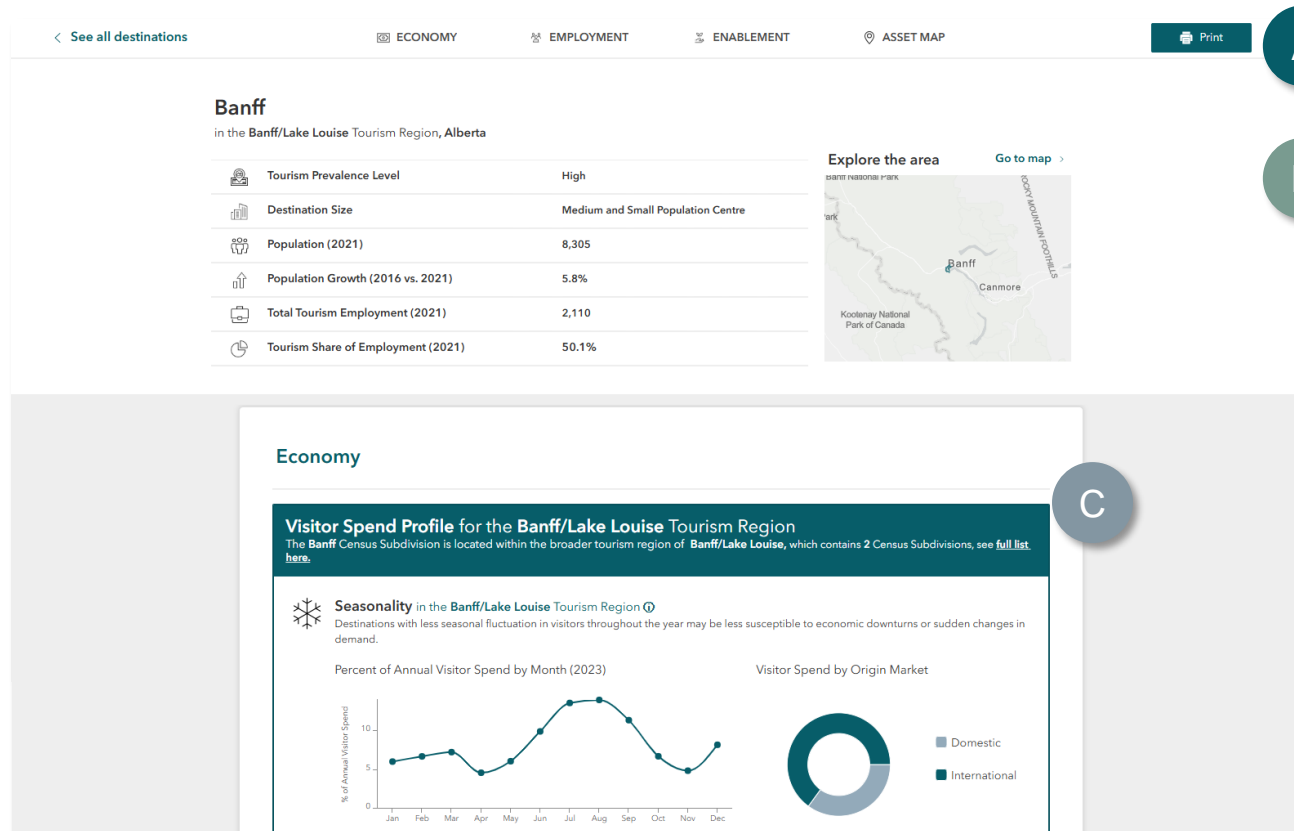 See all destinations
ECONOMY
EMPLOYMENT
ENABLEMENT
ASSET MAP
Print
Banff
in the Banff/Lake Louise Tourism Region, Alberta
Tourism Prevalence Level High
Destination Size Medium and Small Population Centre
Population (2021) 8,305
Population Growth (2016 vs. 2021) 5.8%
Total Tourism Employment (2021) 2,110
Tourism Share of Employment (2021) 50.1%
Explore the area Go to map
Banff National Park
ROCKY MOUNTAIN FOOTHILLS
ark
Banff
Canmore
Kootenay National
Park of Canada
Economy
C
Visitor Spend Profile for the Banff/Lake Louise Tourism Region
The Banff Census Subdivision is located within the broader tourism region of Banff/Lake Louise, which contains 2 Census Subdivisions, see full list
here.
Seasonality in the Banff/Lake Louise Tourism Region
Destinations with less seasonal fluctuation in visitors throughout the year may be less susceptible to economic downturns or sudden changes in
demand.
Percent of Annual Visitor Spend by Month (2023)
% of Annual Visitor Spend
10
5
0
Jan Feb Mar Apr May Jun Jul Aug Sep Oct Nov Dec
Visitor Spend by Origin Market
Domestic
International